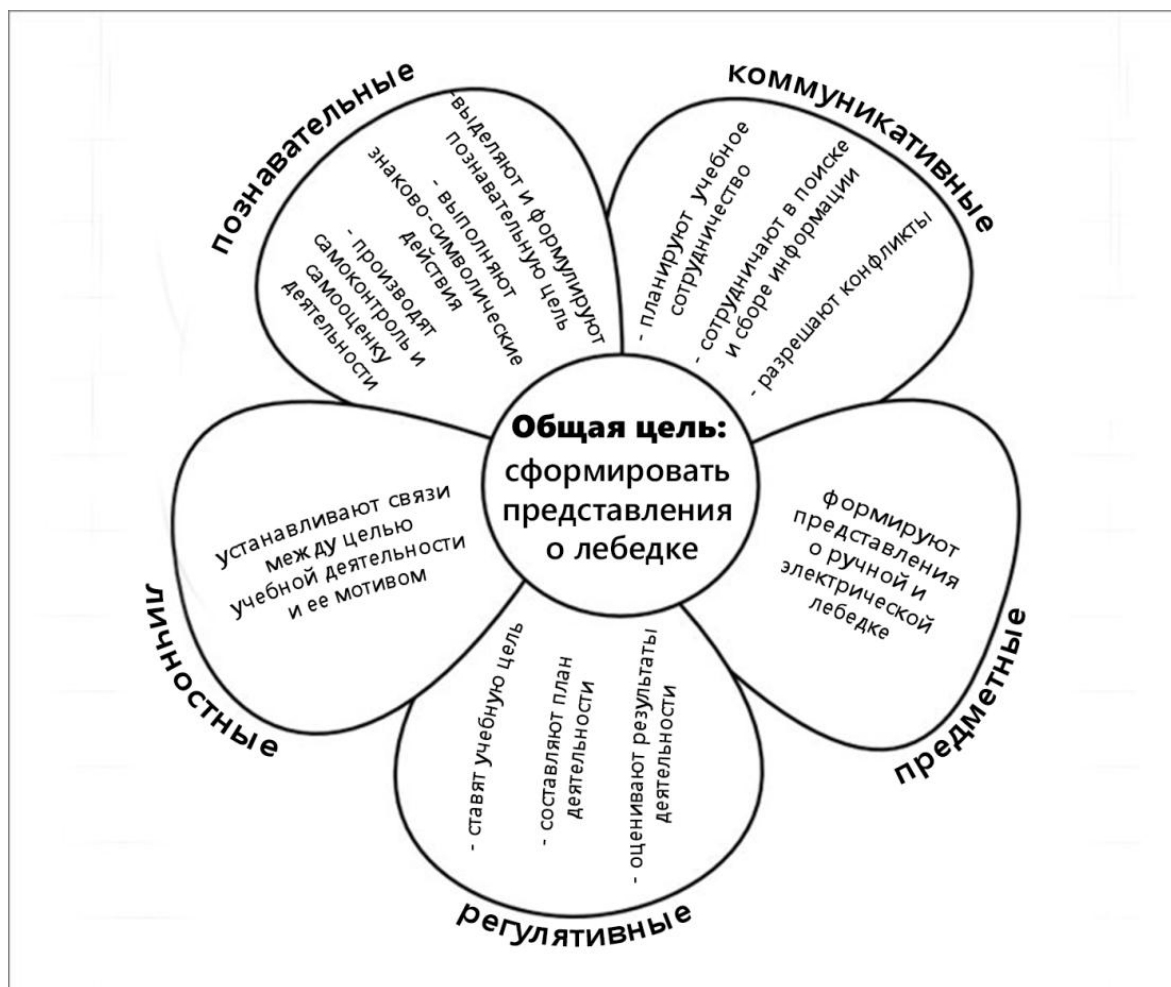 познавательные
-выделяют и формулируют
познавательную цель
- выполняют
знаково-символические
действия
- производят
самоконтроль и
самооценку
деятельности
коммуникативные
- планируют учебное
сотрудничество
- сотрудничают в поиске
и сборе информации
- разрешают конфликты
Общая цель:
сформировать
представления
о лебедке
личностные
устанавливают связи
между целью
учебной деятельности
и ее мотивом
предметные
формируют
представления
о ручной и
электрической
лебедке
регулятивные
- ставят учебную цель
- составляют план
деятельности
- оценивают результаты
деятельности